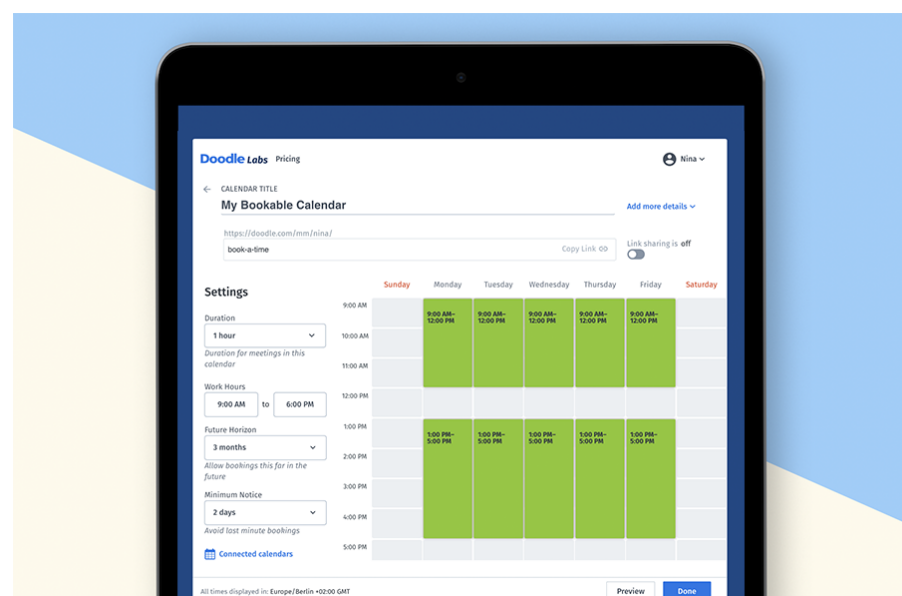 Doodle Labs Pricing
Nina
CALENDAR TITLE
My Bookable Calendar
Add more details
https://doodle.com/mm/nina/
book-a-time
Copy Link
Link sharing is off
Settings
Duration
1 hour
Duration for meetings in this
calendar
Work Hours
9:00 AM to 6:00 PM
Future Horizon
3 months
Allow bookings this far in the
future
Minimum Notice
2 days
Avoid last minute bookings
Connected calendars
Sunday Monday Tuesday Wednesday Thursday Friday Saturday
9:00 AM
9:00 AM– 9:00 AM– 9:00 AM– 9:00 AM– 9:00 AM–
12:00 PM 12:00 PM 12:00 PM 12:00 PM 12:00 PM
10:00 AM
11:00 AM
12:00 PM
1:00 PM
1:00 PM– 1:00 PM– 1:00 PM– 1:00 PM– 1:00 PM–
5:00 PM 5:00 PM 5:00 PM 5:00 PM 5:00 PM
2:00 PM
3:00 PM
4:00 PM
5:00 PM
All times displayed in: Europe/Berlin +02:00 GMT
Preview
Done